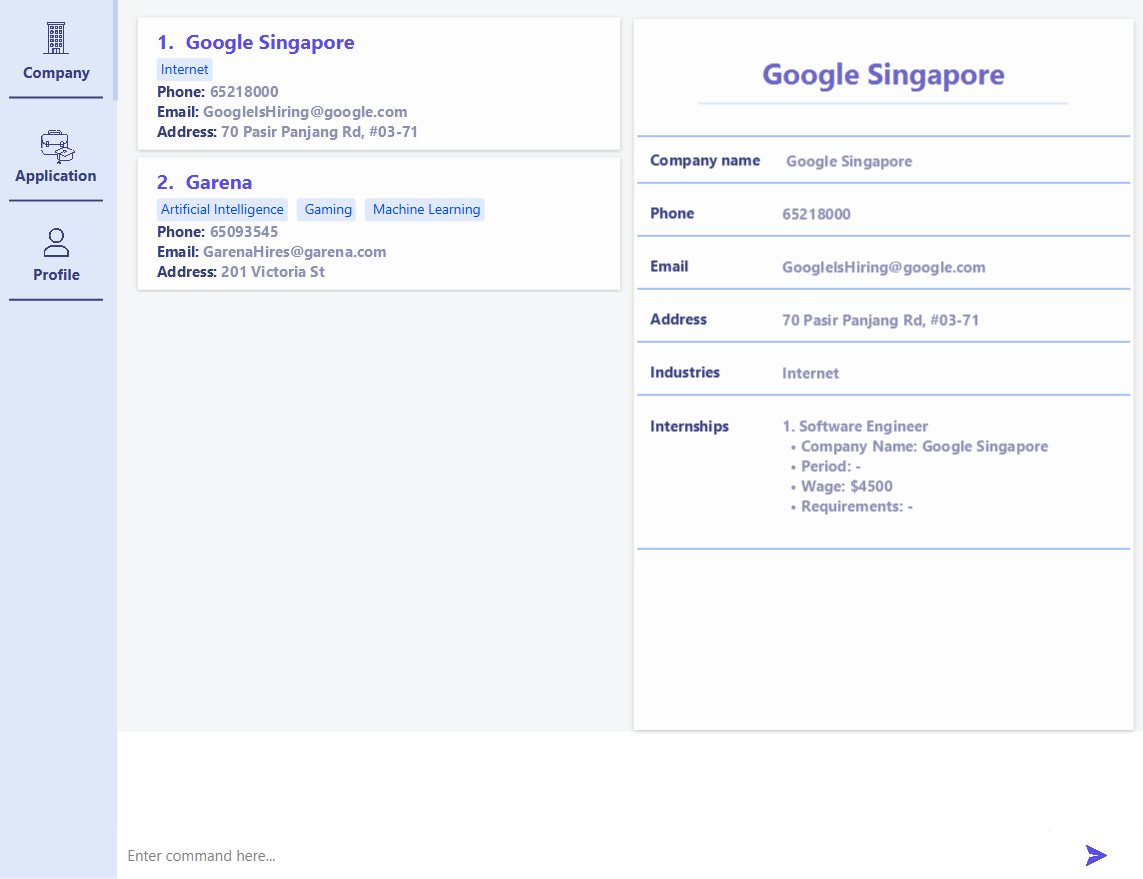 Company
Application
Profile
1. Google Singapore
Internet
Phone: 65218000
Email: GoogleIsHiring@google.com
Address: 70 Pasir Panjang Rd, #03-71
2. Garena
Artificial Intelligence Gaming Machine Learning
Phone: 65093545
Email: GarenaHires@garena.com
Address: 201 Victoria St
Google Singapore
Company name Google Singapore
Phone 65218000
Email GoogleIsHiring@google.com
Address 70 Pasir Panjang Rd, #03-71
Industries Internet
Internships 1. Software Engineer
• Company Name: Google Singapore
• Period: -
• Wage: $4500
• Requirements: -
Enter command here...